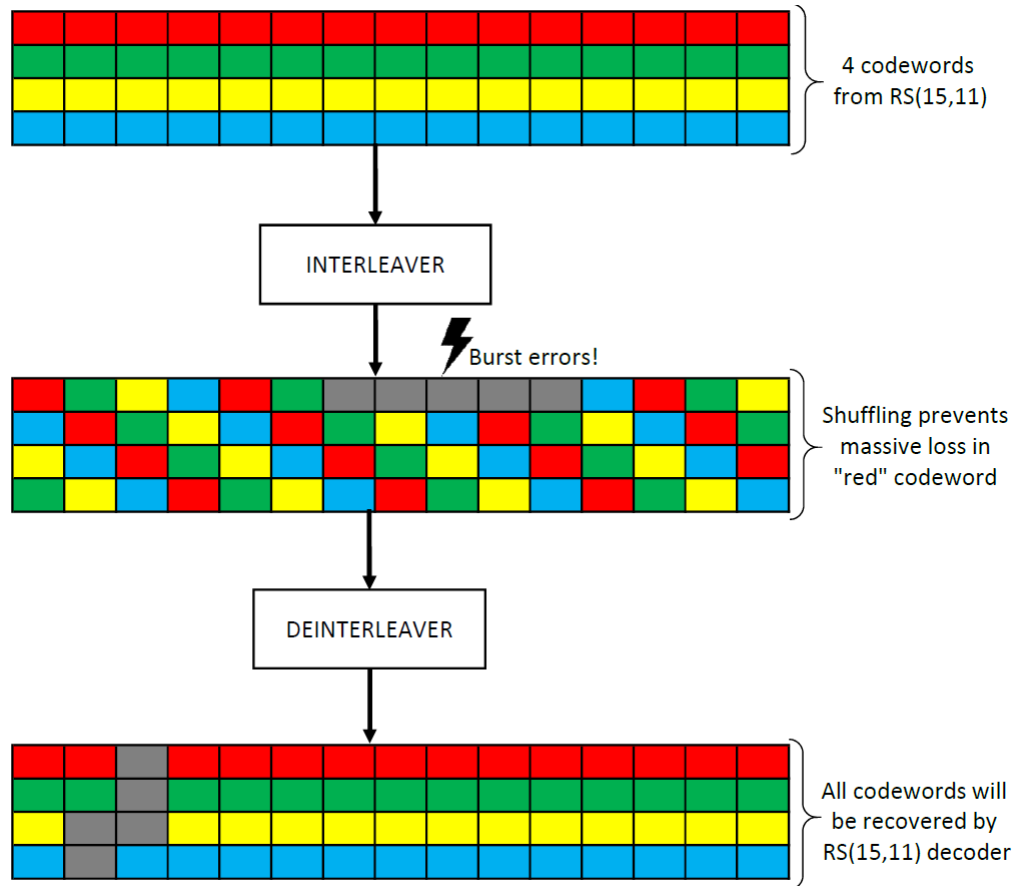 4 codewords
from RS(15,11)
INTERLEAVER
Burst errors!
Shuffling prevents
massive loss in
"red" codeword
DEINTERLEAVER
All codewords will
be recovered by
RS(15,11) decoder